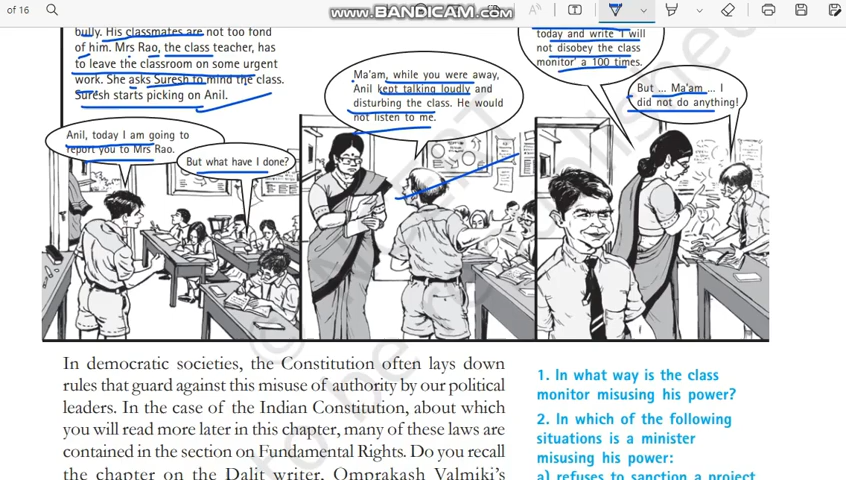 of 16
www.BANDICAM.com
bully. His classmates are not too fond
of him. Mrs Rao, the class teacher, has
to leave the classroom on some urgent
work. She asks Suresh to mind the class.
Suresh starts picking on Anil.
Anil, today I am going to
report you to Mrs Rao.
But what have I done?
Ma'am, while you were away,
Anil kept talking loudly and
disturbing the class. He would
not listen to me.
today and write 'I will
not disobey the class
monitor' a 100 times.
But ... Ma'am ... I
did not do anything!
In democratic societies, the Constitution often lays down
rules that guard against this misuse of authority by our political
leaders. In the case of the Indian Constitution, about which
you will read more later in this chapter, many of these laws are
contained in the section on Fundamental Rights. Do you recall
the chapter on the Dalit writer, Omprakash Valmiki's
1. In what way is the class
monitor misusing his power?
2. In which of the following
situations is a minister
misusing his power:
a) refuses to sanction a project